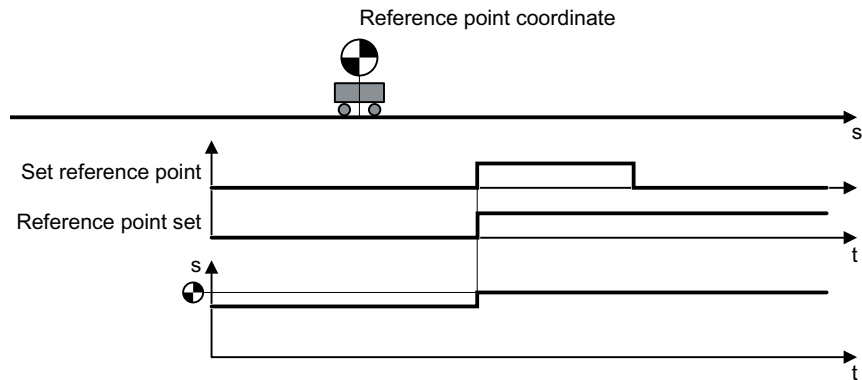 Reference point coordinate
s
Set reference point
Reference point set
t
s
t